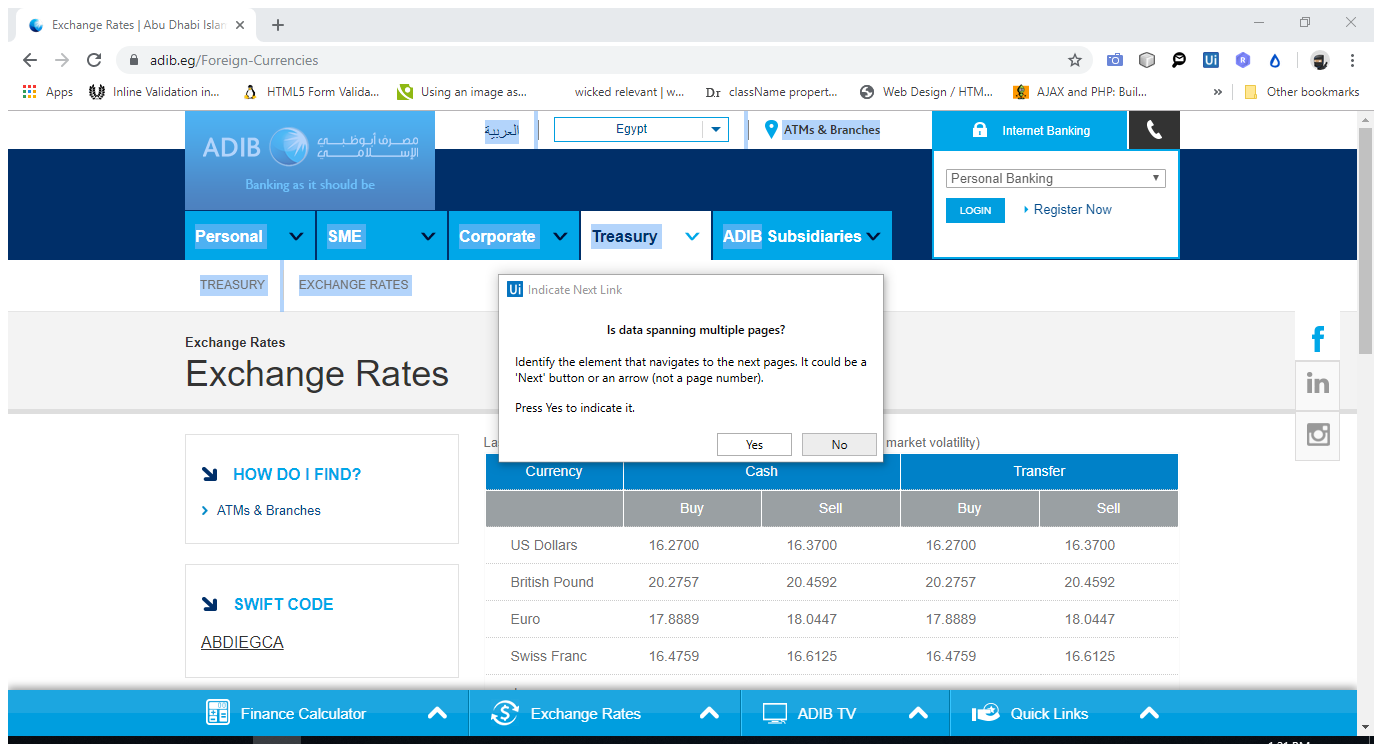 Exchange Rates | Abu Dhabi Islan
adib.eg/Foreign-Currencies
Apps
Inline Validation in...
HTML5 Form Valida...
Using an image as...
wicked relevant | w...
Dr className propert...
Web Design / HTM...
AJAX and PHP: Buil...
»
Other bookmarks
ADIB مصرف أبوظبي الإسلامي
Banking as it should be
العربية
Egypt
ATMs & Branches
Internet Banking
Personal Banking
LOGIN
Register Now
Personal
SME
Corporate
Treasury
ADIB Subsidiaries
TREASURY
EXCHANGE RATES
Ui Indicate Next Link
Is data spanning multiple pages?
Identify the element that navigates to the next pages. It could be a
'Next' button or an arrow (not a page number).
Press Yes to indicate it.
Yes
No
Exchange Rates
Exchange Rates
f
in
HOW DO I FIND?
ATMs & Branches
SWIFT CODE
ABDIEGCA
La
market volatility)
Currency Cash Transfer
Buy Sell Buy Sell
US Dollars 16.2700 16.3700 16.2700 16.3700
British Pound 20.2757 20.4592 20.2757 20.4592
Euro 17.8889 18.0447 17.8889 18.0447
Swiss Franc 16.4759 16.6125 16.4759 16.6125
Finance Calculator
Exchange Rates
ADIB TV
Quick Links